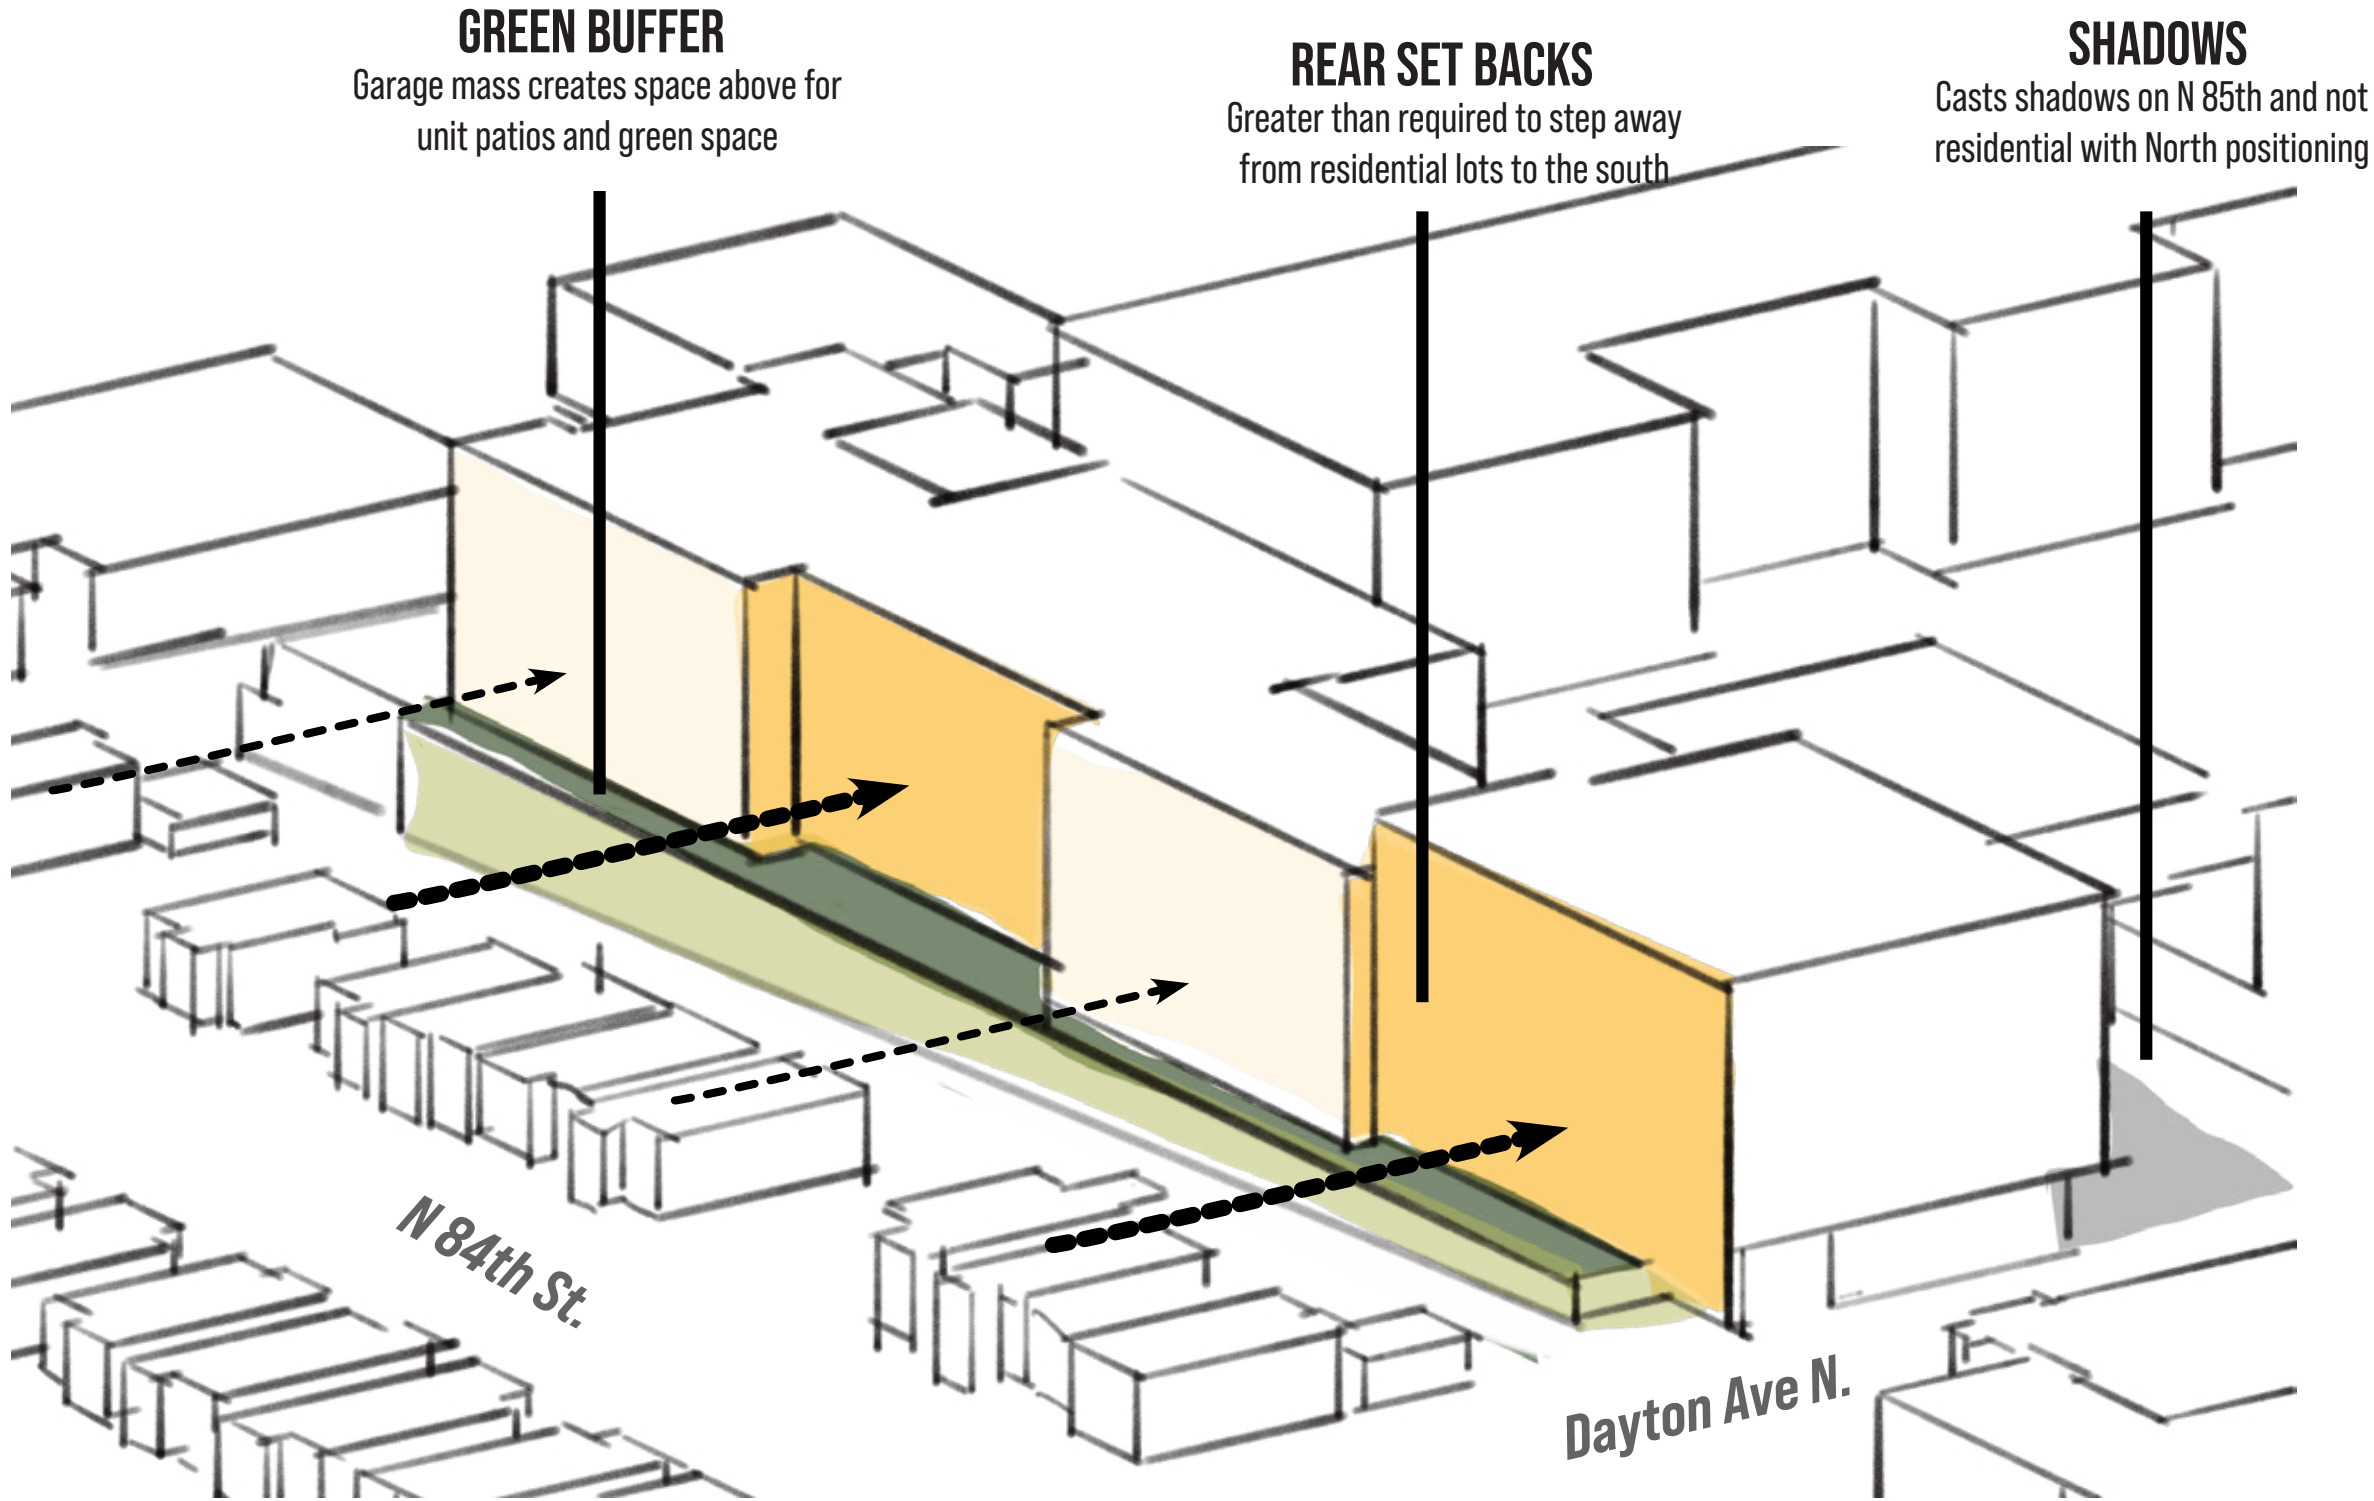 GREEN BUFFER
Garage mass creates space above for
unit patios and green space
REAR SET BACKS
Greater than required to step away
from residential lots to the south
SHADOWS
Casts shadows on N 85th and not
residential with North positioning
N 84th St.
Dayton Ave N.